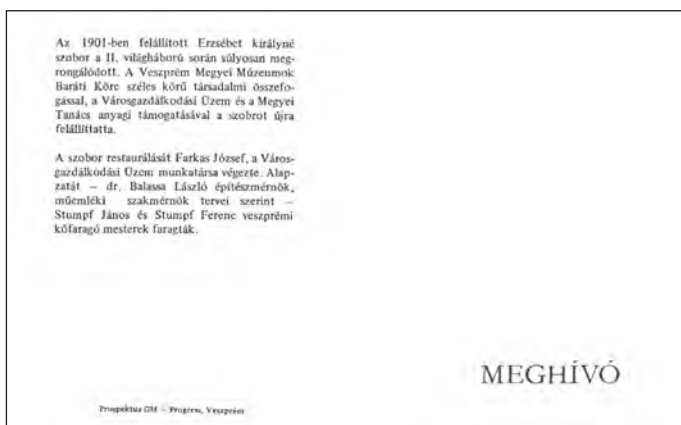 Az 1901-ben felállított Erzsébet királyné
szobor a II. világháború során súlyosan meg-
rongálódott. A Veszprém Megyei Múzeumok
Baráti Köre széles körű társadalmi összefo-
gással, a Városgazdálkodási Üzem és a Megyei
Tanács anyagi támogatásával a szobrot újra
felállíttatta.
A szobor restaurálását Farkas József, a Város-
gazdálkodási Üzem munkatársa végezte. Alap-
zatát – dr. Balassa László építészmérnök,
műemléki szakmérnök tervei szerint –
Stumpf János és Stumpf Ferenc veszprémi
kőfaragó mesterek faragták.
MEGHÍVÓ
Prospektus GM – Progress, Veszprém